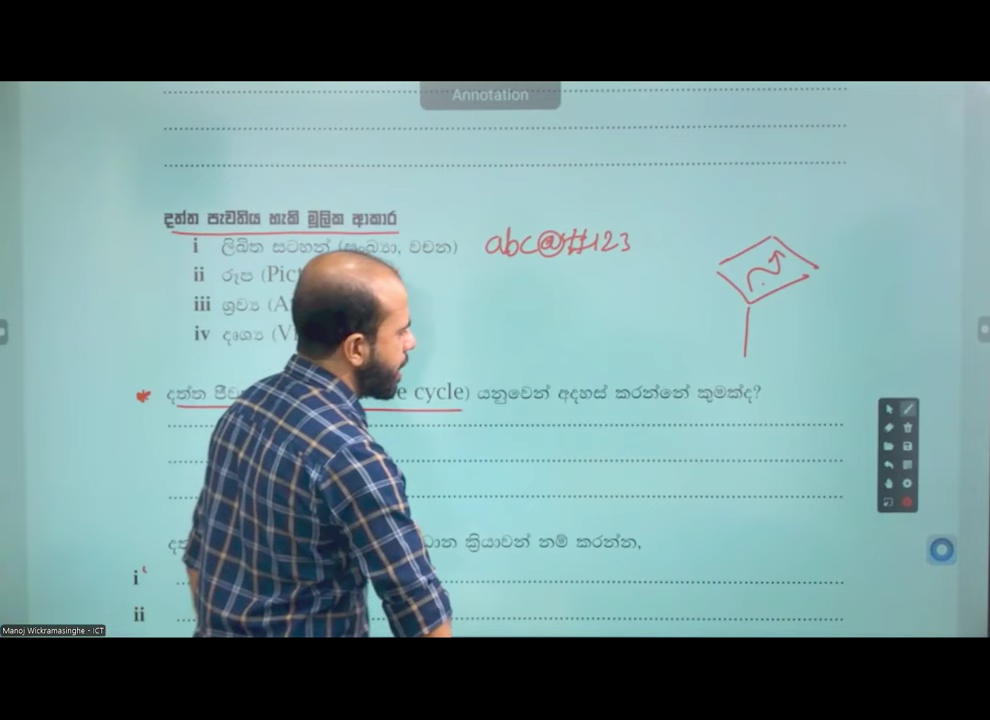 Annotation
දත්ත පැවතිය හැකි මූලික ආකාර
i ලිඛිත සටහන් (සංඛ්‍යා, වචන) abc@#123
ii රූප
iii ශ්‍රව්‍ය
iv දෘශ්‍ය
දත්ත cycle) යනුවෙන් අදහස් කරන්නේ කුමක්ද?
ක්‍රියාවන් නම් කරන්න,
i
ii
Manoj Wickramasinghe - ICT